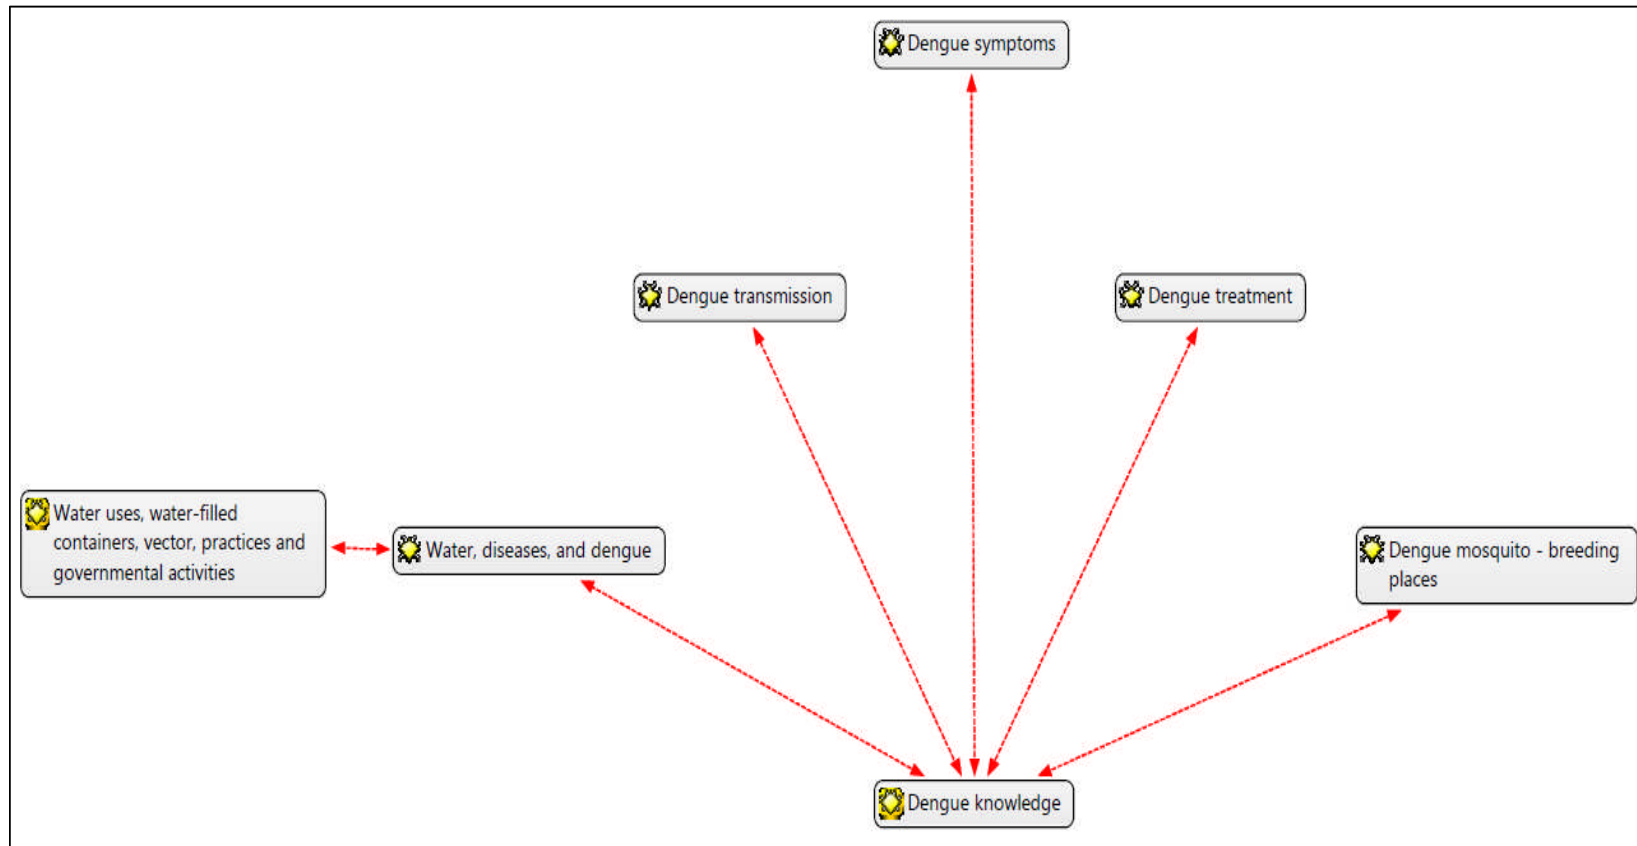 Dengue symptoms
Dengue transmission
Dengue treatment
Water uses, water-filled
containers, vector, practices and
governmental activities
Water, diseases, and dengue
Dengue mosquito - breeding
places
Dengue knowledge